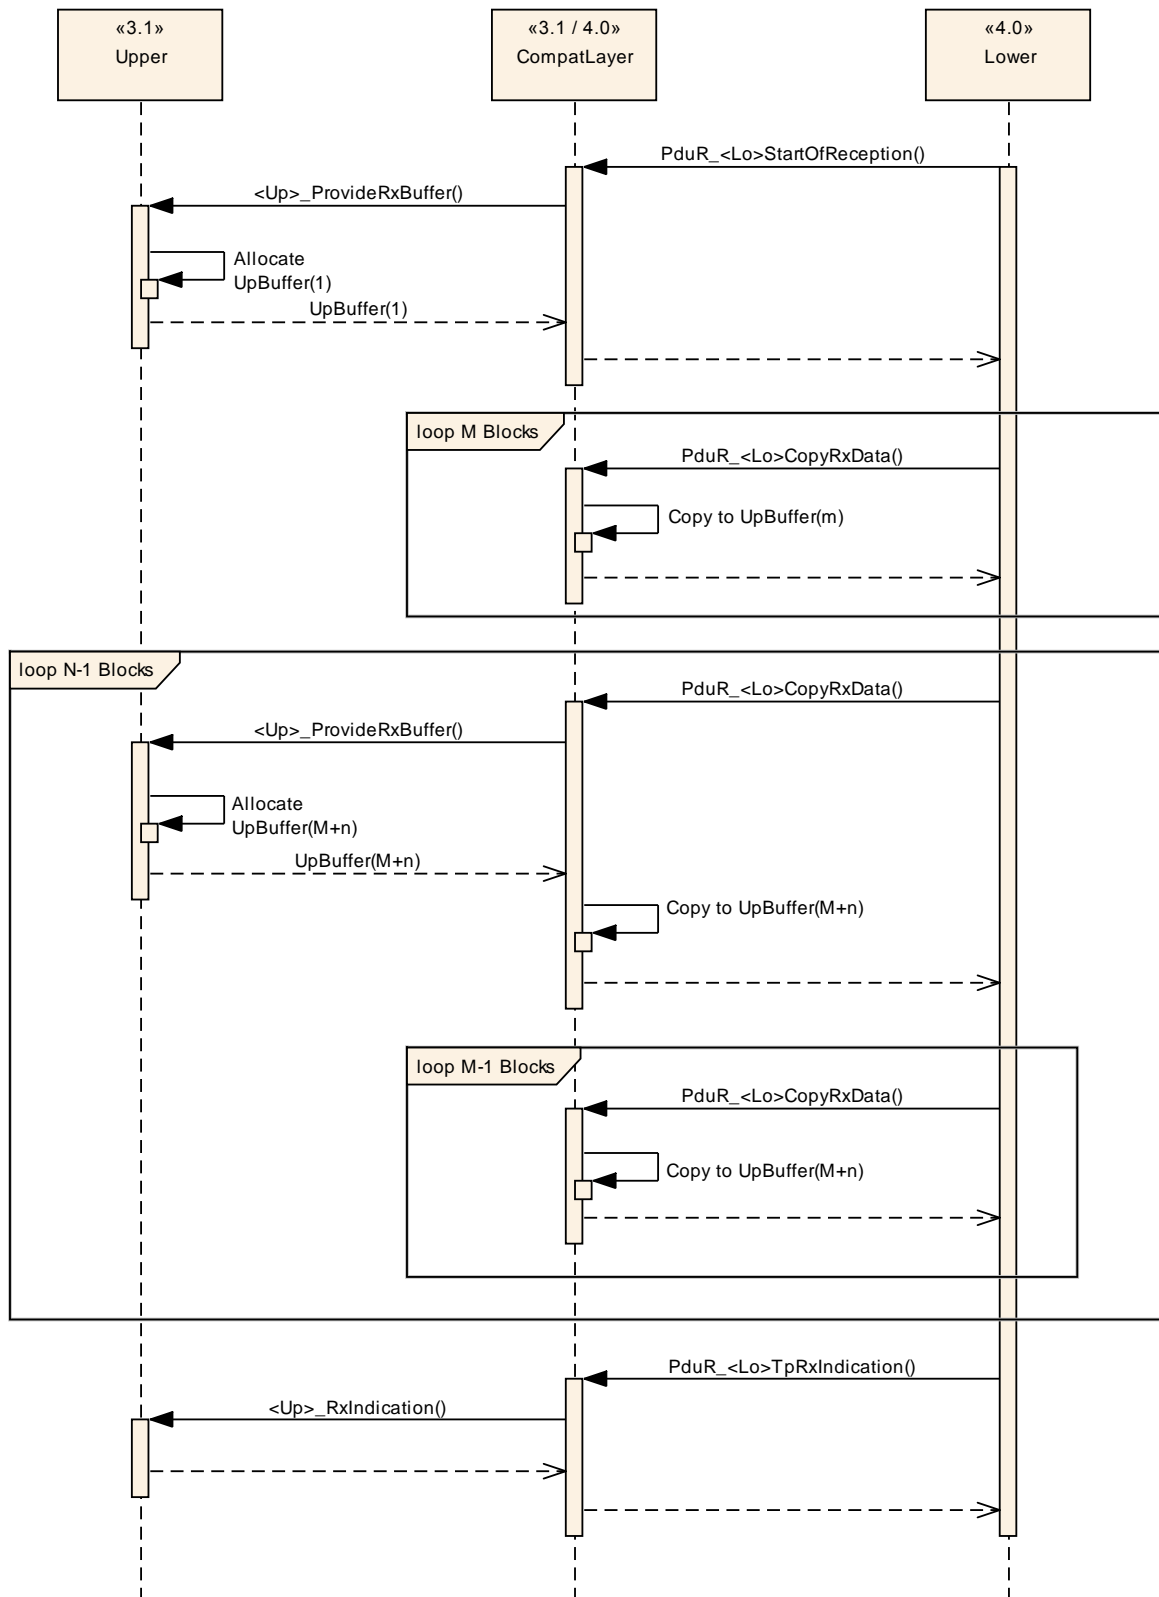 «3.1»
Upper
«3.1 / 4.0»
CompatLayer
«4.0»
Lower
PduR_<Lo>StartOfReception()
<Up>_ProvideRxBuffer()
Allocate
UpBuffer(1)
UpBuffer(1)
loop M Blocks
PduR_<Lo>CopyRxData()
Copy to UpBuffer(m)
loop N-1 Blocks
PduR_<Lo>CopyRxData()
<Up>_ProvideRxBuffer()
Allocate
UpBuffer(M+n)
UpBuffer(M+n)
Copy to UpBuffer(M+n)
loop M-1 Blocks
PduR_<Lo>CopyRxData()
Copy to UpBuffer(M+n)
PduR_<Lo>TpRxIndication()
<Up>_RxIndication()